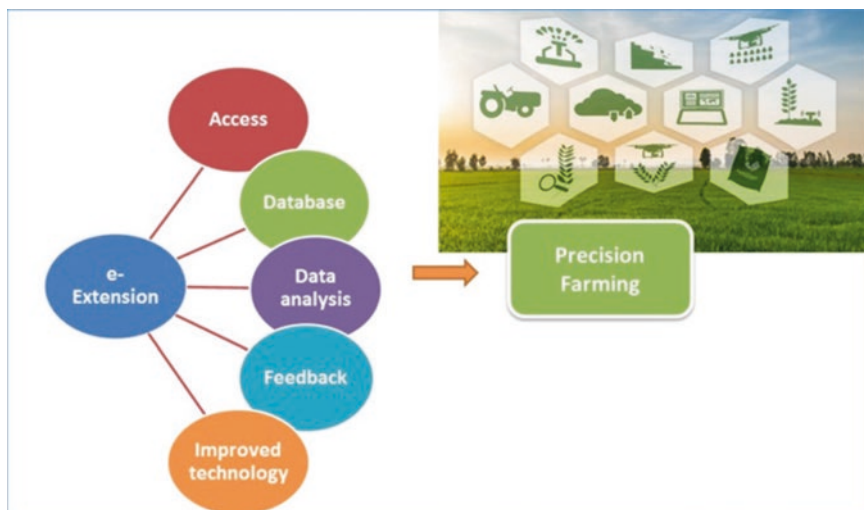 Access
Database
e-
Extension
Data
analysis
Feedback
Improved
technology
Precision
Farming